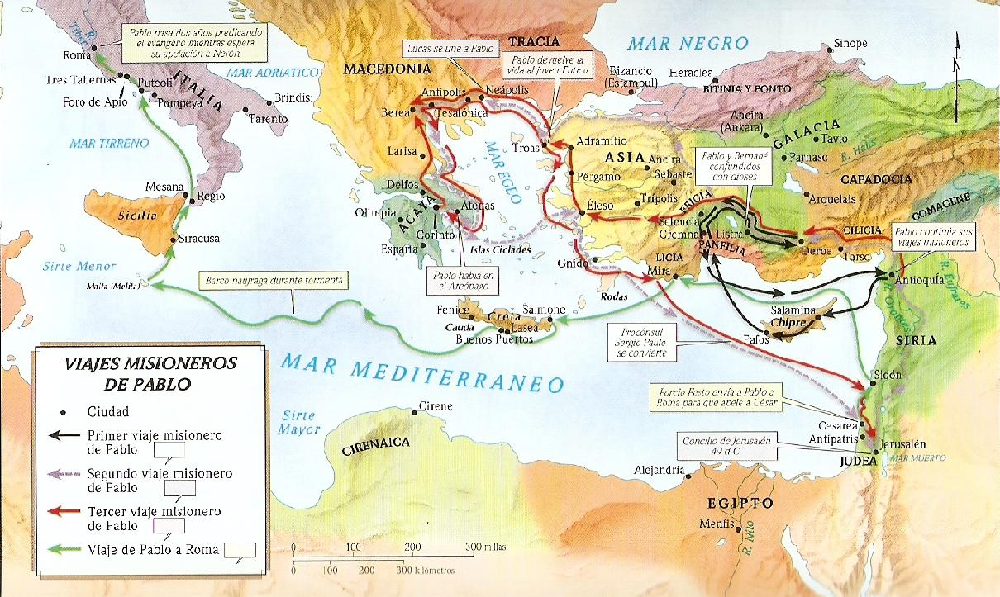 Tiber R.
Pablo pasa dos años predicando
el evangelio mientras espera
su apelación a Nerón
Roma
Tres Tabernas
Foro de Apio
Puteoli
Pompeya
ITALIA
MAR ADRIATICO
Brindisi
Tarento
MAR TIRRENO
Mesana
Regio
Sicilia
Siracusa
Sirte Menor
Malta (Melita)
Barco naufraga durante tormenta
MACEDONIA
Lucas se une a Pablo
TRACIA
Pablo devuelve la
vida al joven Eutico
MAR NEGRO
Sinope
N
Bizancio
(Estambul)
Heraclea
BITINIA Y PONTO
Antípolis
Neápolis
Berea
Tesalónica
Larisa
MAR EGEO
Troas
Adramitio
ASIA
Ancira
Sebaste
Pérgamo
Ancira
(Ankara)
GALACIA
Tavio
R. Halis
Parnaso
Pablo y Bernabé
confundidos
con dioses
CAPADOCIA
Arquelais
COMAGENE
Delfos
Olimpia
ACAYA
Atenas
Corinto
Esparta
Islas Cíclades
Pablo habla en
el Areópago
Éfeso
Trípolis
FRIGIA
Seleucia
Cremna
Listra
PANFILIA
Derbe
CILICIA
Tarso
Pablo continúa sus
viajes misioneros
Gnido
LICIA
Mira
Rodas
Antioquía
R. Eufrates
R. Orontes
Salamina
Chipre
Pafos
SIRIA
Fenice
Creta
Salmone
Cauda
Lasea
Buenos Puertos
Procónsul
Sergio Paulo
se convierte
MAR MEDITERRANEO
Sidón
Porcio Festo envía a Pablo a
Roma para que apele a César
Cesarea
Antípatris
Concilio de Jerusalén
49 d.C.
Jerusalén
JUDEA
MAR MUERTO
Sirte
Mayor
Cirene
CIRENAICA
Alejandría
EGIPTO
Menfis
R. Nilo
VIAJES MISIONEROS
DE PABLO
Ciudad
Primer viaje misionero
de Pablo
Segundo viaje misionero
de Pablo
Tercer viaje misionero
de Pablo
Viaje de Pablo a Roma
0 100 200 300 millas
0 100 200 300 kilómetros